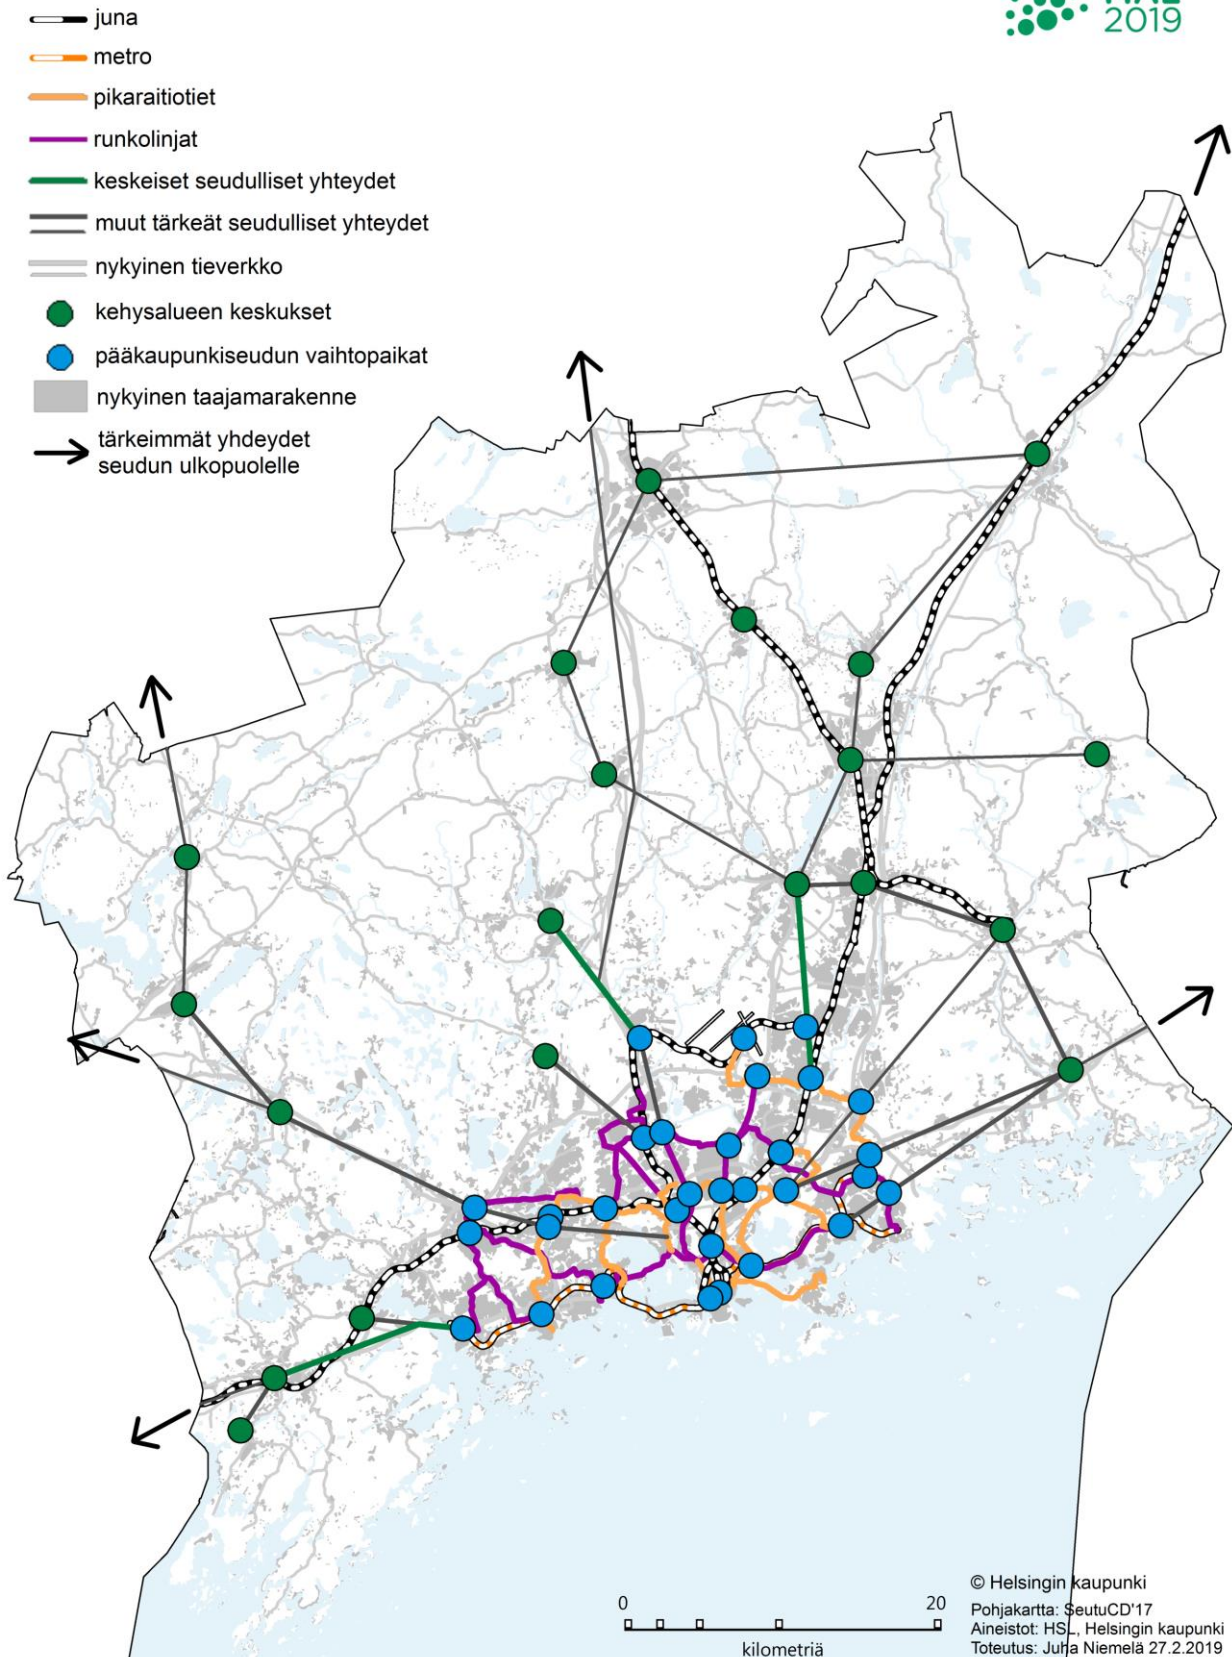 MAL
2019
juna
metro
pikaraitiotiet
runkolinjat
keskeiset seudulliset yhteydet
muut tärkeät seudulliset yhteydet
nykyinen tieverkko
kehysalueen keskukset
pääkaupunkiseudun vaihtopaikat
nykyinen taajamarakenne
tärkeimmät yhdeydet
seudun ulkopuolelle
0 20
kilometriä
© Helsingin kaupunki
Pohjakartta: SeutuCD'17
Aineistot: HSL, Helsingin kaupunki
Toteutus: Juha Niemelä 27.2.2019